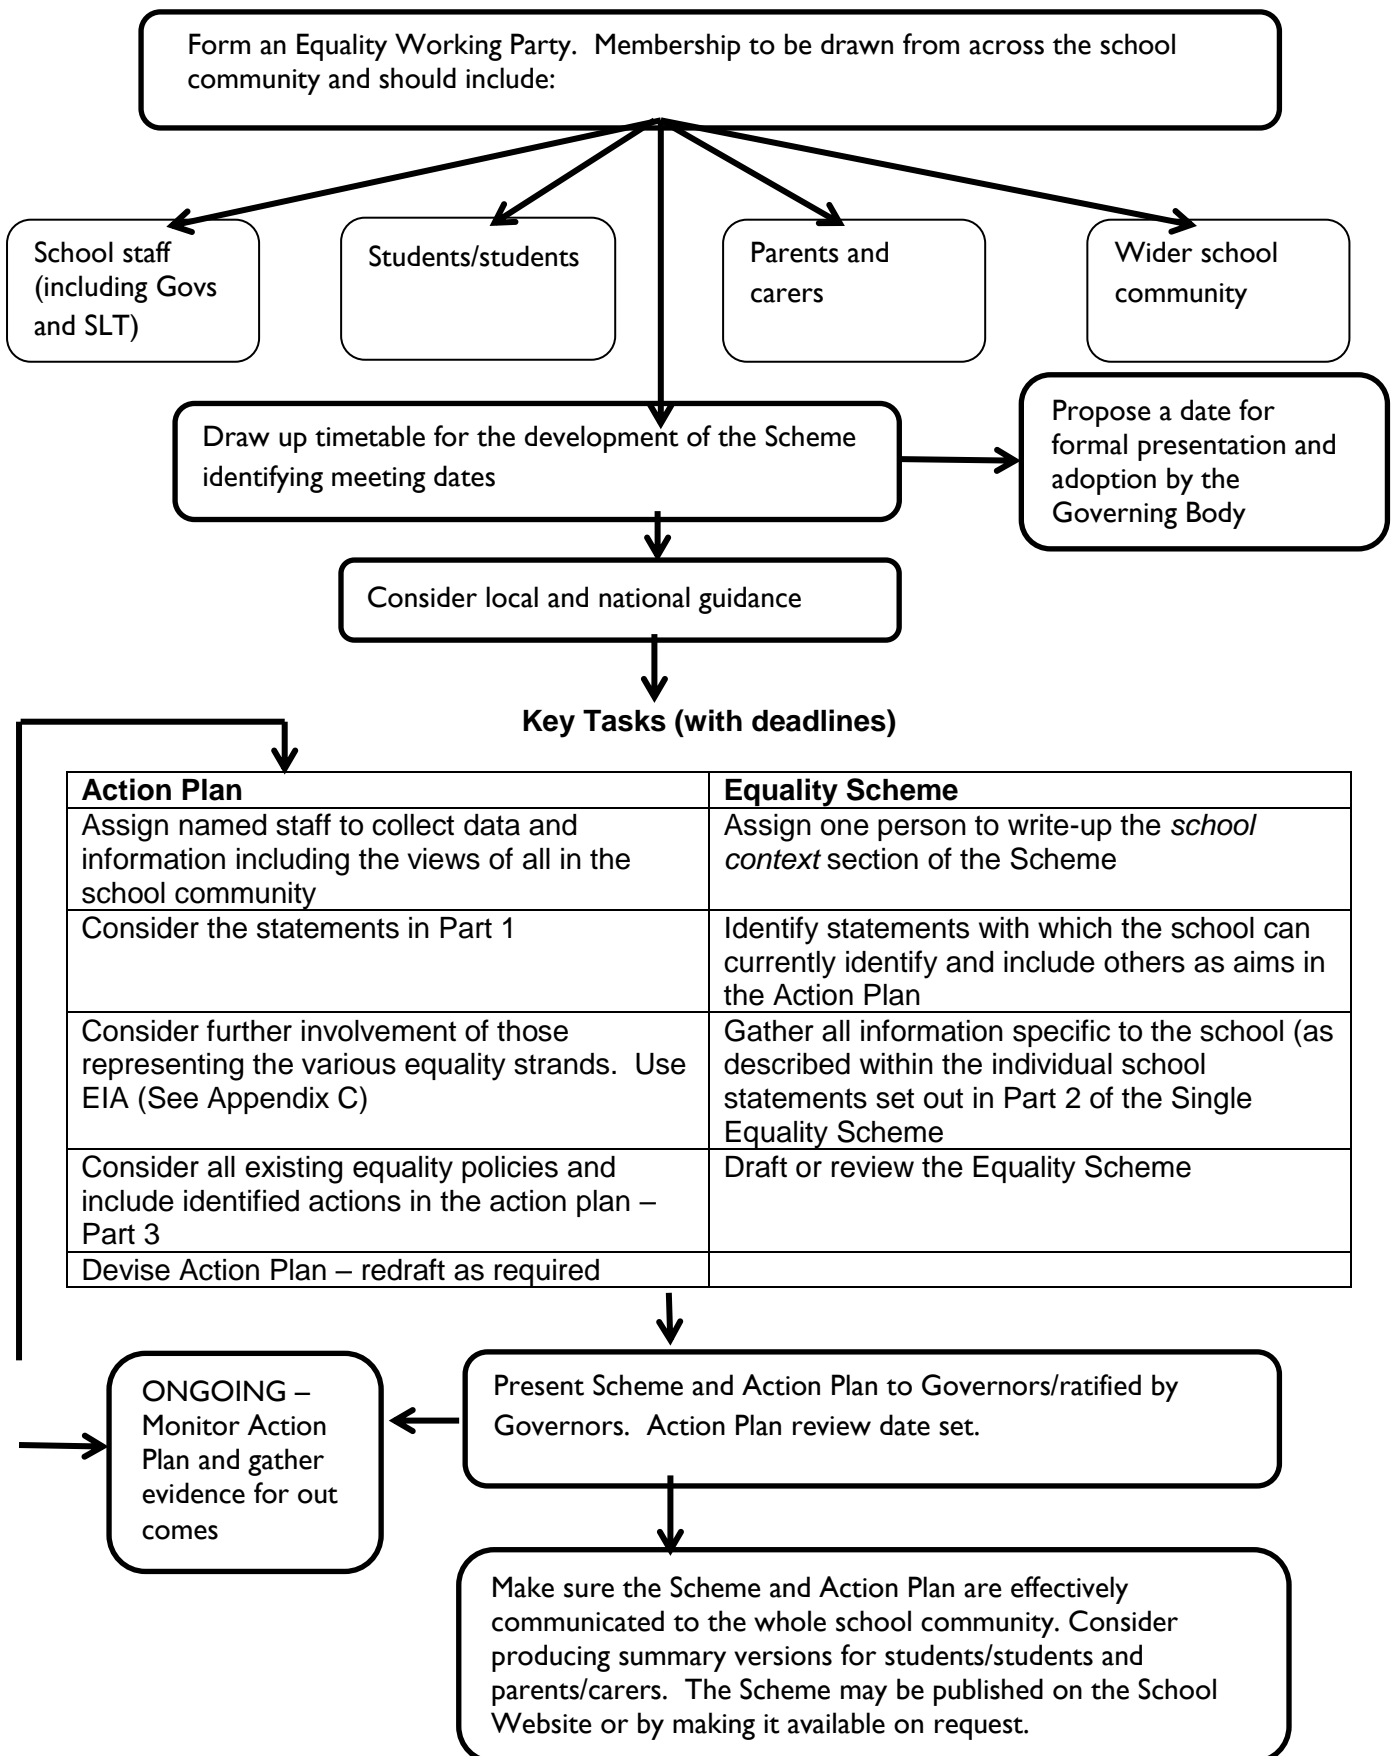 Form an Equality Working Party.  Membership to be drawn from across the school
community and should include:
School staff
(including Govs
and SLT)
Students/students
Parents and
carers
Wider school
community
Draw up timetable for the development of the Scheme
identifying meeting dates
Propose a date for
formal presentation and
adoption by the
Governing Body
Consider local and national guidance
Key Tasks (with deadlines)
Action Plan
Equality Scheme
Assign named staff to collect data and
information including the views of all in the
school community
Assign one person to write-up the school
context section of the Scheme
Consider the statements in Part 1
Identify statements with which the school can
currently identify and include others as aims in
the Action Plan
Consider further involvement of those
representing the various equality strands.  Use
EIA (See Appendix C)
Gather all information specific to the school (as
described within the individual school
statements set out in Part 2 of the Single
Equality Scheme
Consider all existing equality policies and
include identified actions in the action plan –
Part 3
Draft or review the Equality Scheme
Devise Action Plan – redraft as required
ONGOING –
Monitor Action
Plan and gather
evidence for out
comes
Present Scheme and Action Plan to Governors/ratified by
Governors.  Action Plan review date set.
Make sure the Scheme and Action Plan are effectively
communicated to the whole school community. Consider
producing summary versions for students/students and
parents/carers.  The Scheme may be published on the School
Website or by making it available on request.